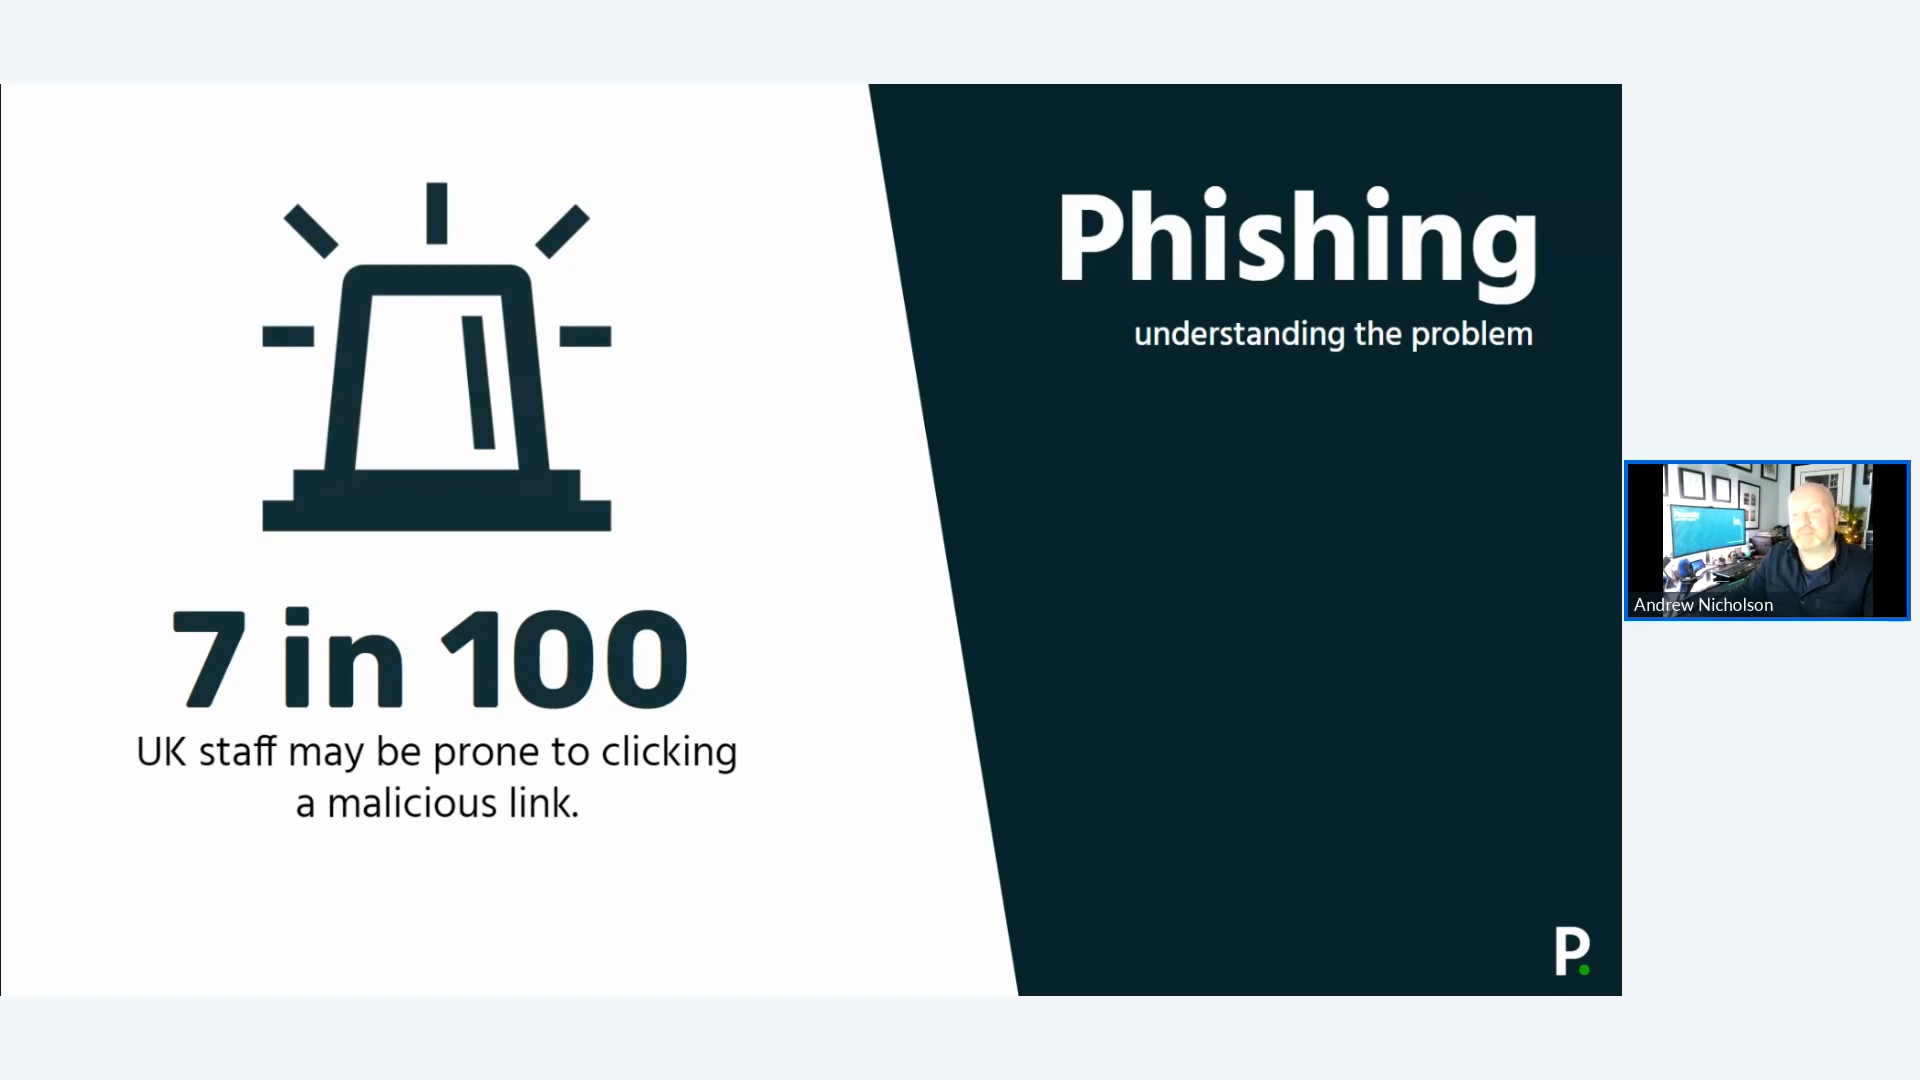 Phishing
understanding the problem
7 in 100
UK staff may be prone to clicking
a malicious link.
Andrew Nicholson
P.